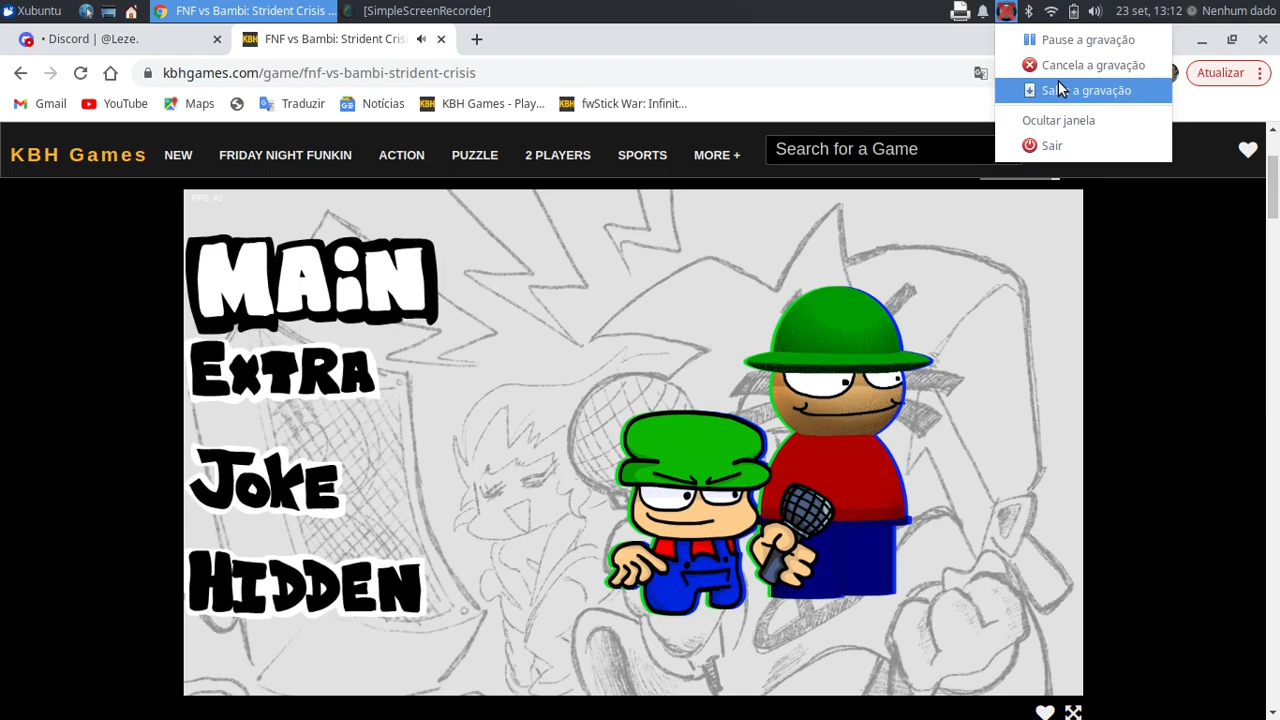 Xubuntu
FNF vs Bambi: Strident Crisis ...
[SimpleScreenRecorder]
23 set, 13:12
Nenhum dado
• Discord | @Leze.
FNF vs Bambi: Strident Cris
kbhgames.com/game/fnf-vs-bambi-strident-crisis
Atualizar
Gmail
YouTube
Maps
Traduzir
Notícias
KBH Games - Play...
fwStick War: Infinit...
Pause a gravação
Cancela a gravação
a gravação
Ocultar janela
Sair
KBH Games
NEW
FRIDAY NIGHT FUNKIN
ACTION
PUZZLE
2 PLAYERS
SPORTS
MORE +
Search for a Game
MAiN
EXTRA
JOKE
HIDDEN